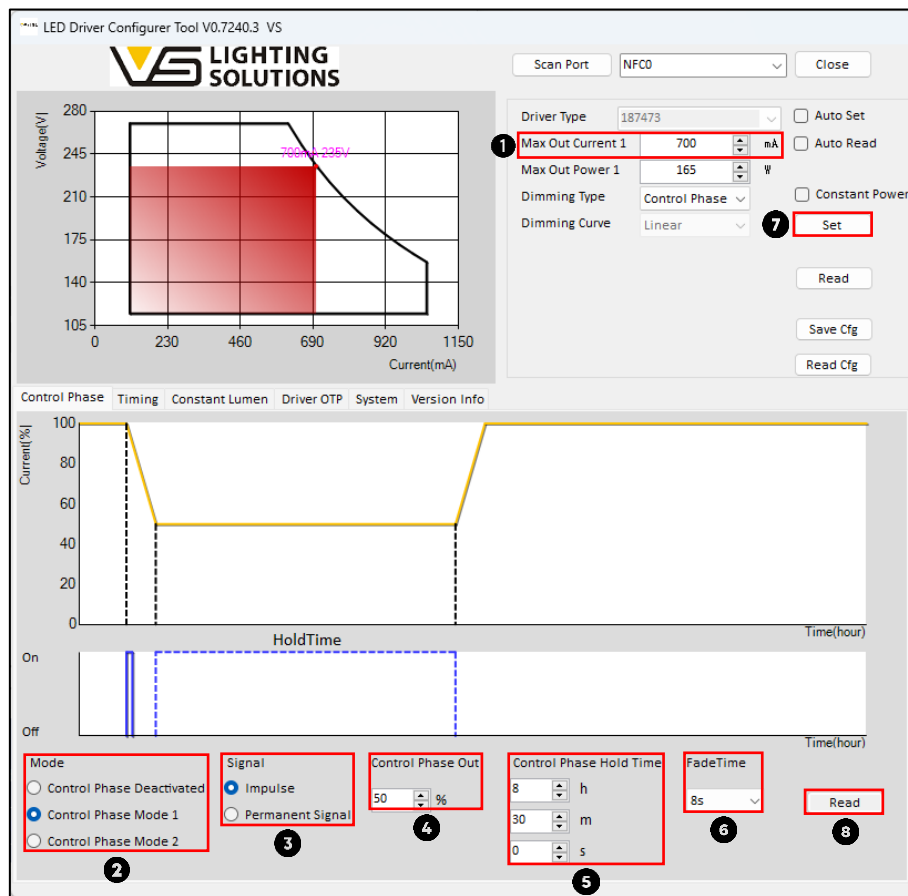 LED Driver Configurer Tool V0.7240.3 VS
VS LIGHTING SOLUTIONS
Scan Port NFC0 Close
Voltage[V]
280
245
210
175
140
105
700mA 235V
0 230 460 690 920 1150
Current(mA)
Driver Type 187473 Auto Set
1 Max Out Current 1 700 mA Auto Read
Max Out Power 1 165 W
Dimming Type Control Phase Constant Power
Dimming Curve Linear 7 Set
Read
Save Cfg
Read Cfg
Control Phase Timing Constant Lumen Driver OTP System Version Info
Current[%]
100
80
60
40
20
0
HoldTime
Time(hour)
On
Off
Time(hour)
Mode Signal Control Phase Out Control Phase Hold Time FadeTime
Control Phase Deactivated Impulse 50 % 8 h 8s
Control Phase Mode 1 Permanent Signal 30 m Read
Control Phase Mode 2 0 s
2 3 4 5 6 8